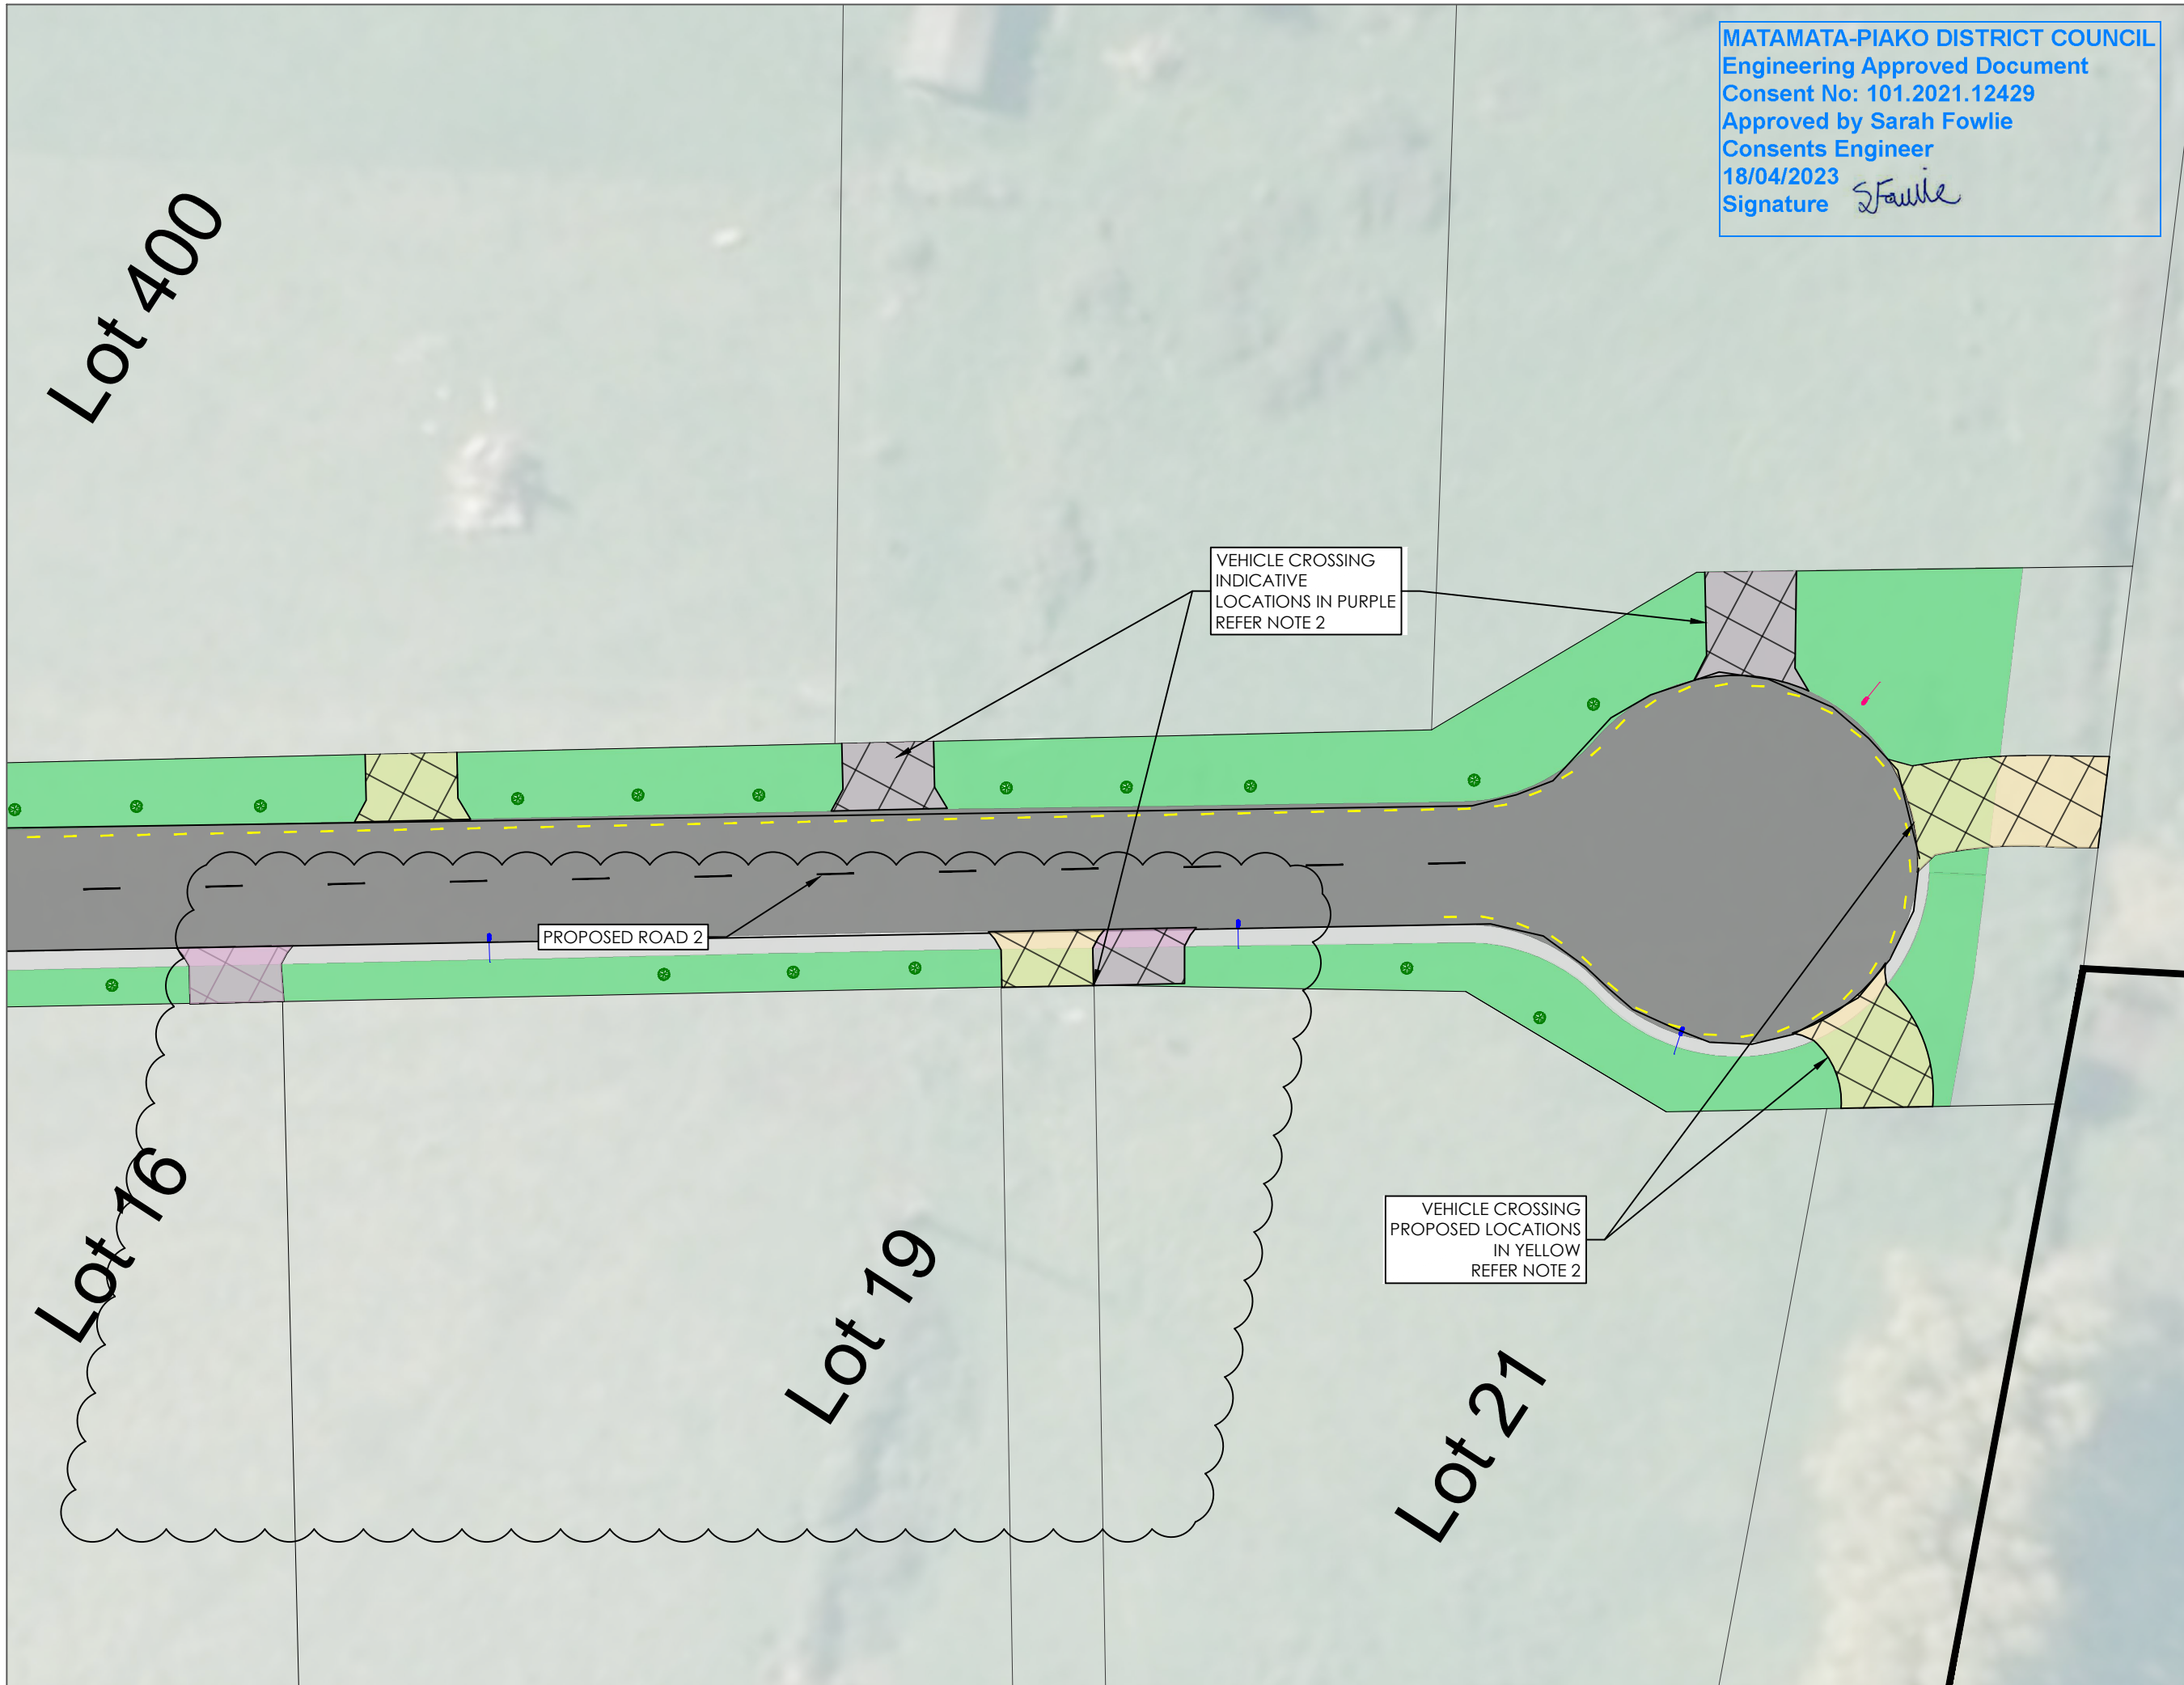 MATAMATA-PIAKO DISTRICT COUNCIL
Engineering Approved Document
Consent No: 101.2021.12429
Approved by Sarah Fowlie
Consents Engineer
18/04/2023
Signature SFowlie
Lot 400
VEHICLE CROSSING
INDICATIVE
LOCATIONS IN PURPLE
REFER NOTE 2
PROPOSED ROAD 2
Lot 16
Lot 19
VEHICLE CROSSING
PROPOSED LOCATIONS
IN YELLOW
REFER NOTE 2
Lot 21